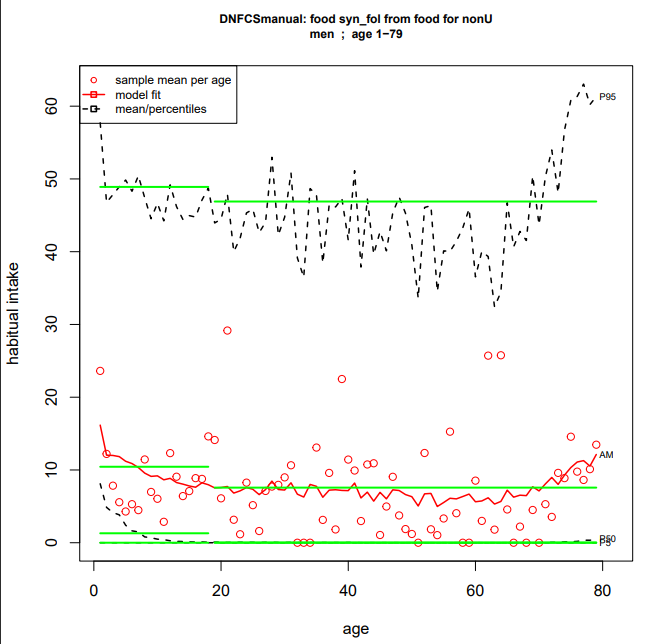 DNFCSmanual: food syn_fol from food for nonU
men ; age 1−79
sample mean per age
model fit
mean/percentiles
habitual intake
60
50
40
30
20
10
0
P95
AM
P50
P5
0 20 40 60 80
age